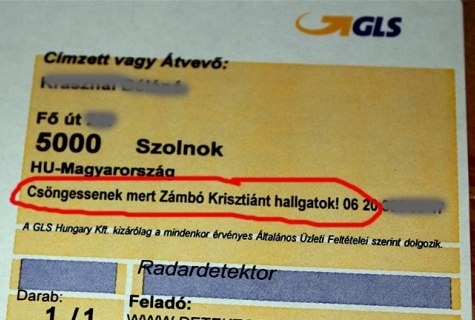 GLS
Címzett vagy Átvevő:
Fő út
5000 Szolnok
HU-Magyarország
Csöngessenek mert Zámbó Krisztiánt hallgatok! 06 20
A GLS Hungary Kft. kizárólag a mindenkor érvényes Általános Üzleti Feltételei szerint dolgozik.
Radardetektor
Darab: Feladó:
1/1